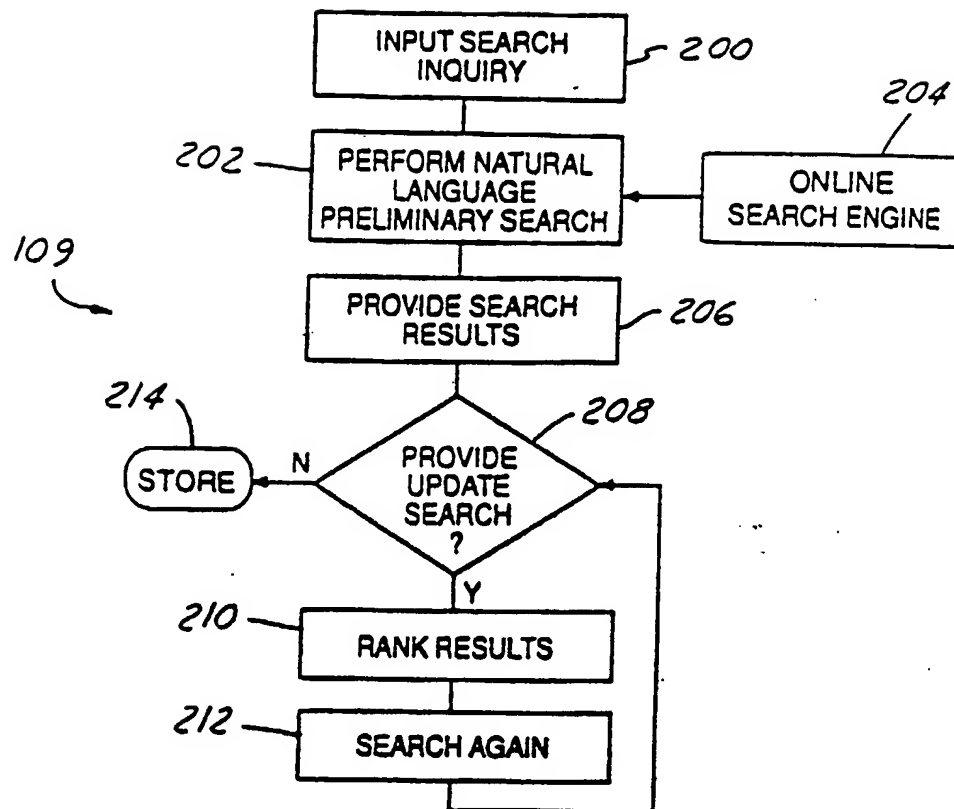 INPUT SEARCH
INQUIRY
200
204
202
PERFORM NATURAL
LANGUAGE
PRELIMINARY SEARCH
ONLINE
SEARCH ENGINE
109
PROVIDE SEARCH
RESULTS
206
214
208
STORE
N
PROVIDE
UPDATE
SEARCH
?
Y
210
RANK RESULTS
212
SEARCH AGAIN